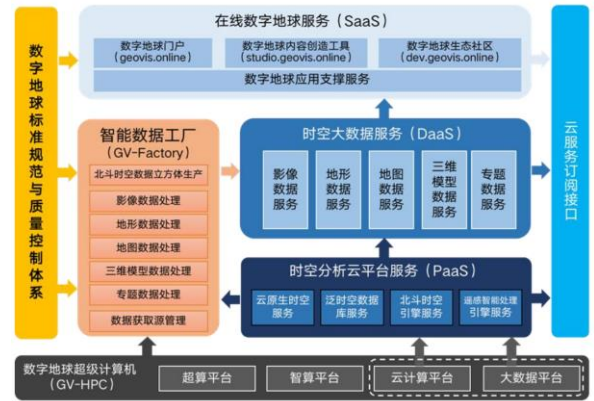 数字地球标准规范与质量控制体系
在线数字地球服务（SaaS）
数字地球门户
(geovis.online)
数字地球内容创造工具
(studio.geovis.online)
数字地球生态社区
(dev.geovis.online)
数字地球应用支撑服务
智能数据工厂
(GV-Factory)
北斗时空数据立方体生产
影像数据处理
地形数据处理
地图数据处理
三维模型数据处理
专题数据处理
数据获取源管理
时空大数据服务（DaaS）
影像
数据
服务
地形
数据
服务
地图
数据
服务
三维
模型
数据
服务
专题
数据
服务
时空分析云平台服务（PaaS）
云原生时空
服务
泛时空数据
库服务
北斗时空
引擎服务
遥感智能处理
引擎服务
云服务订阅接口
数字地球超级计算机
(GV-HPC)
超算平台
智算平台
云计算平台
大数据平台